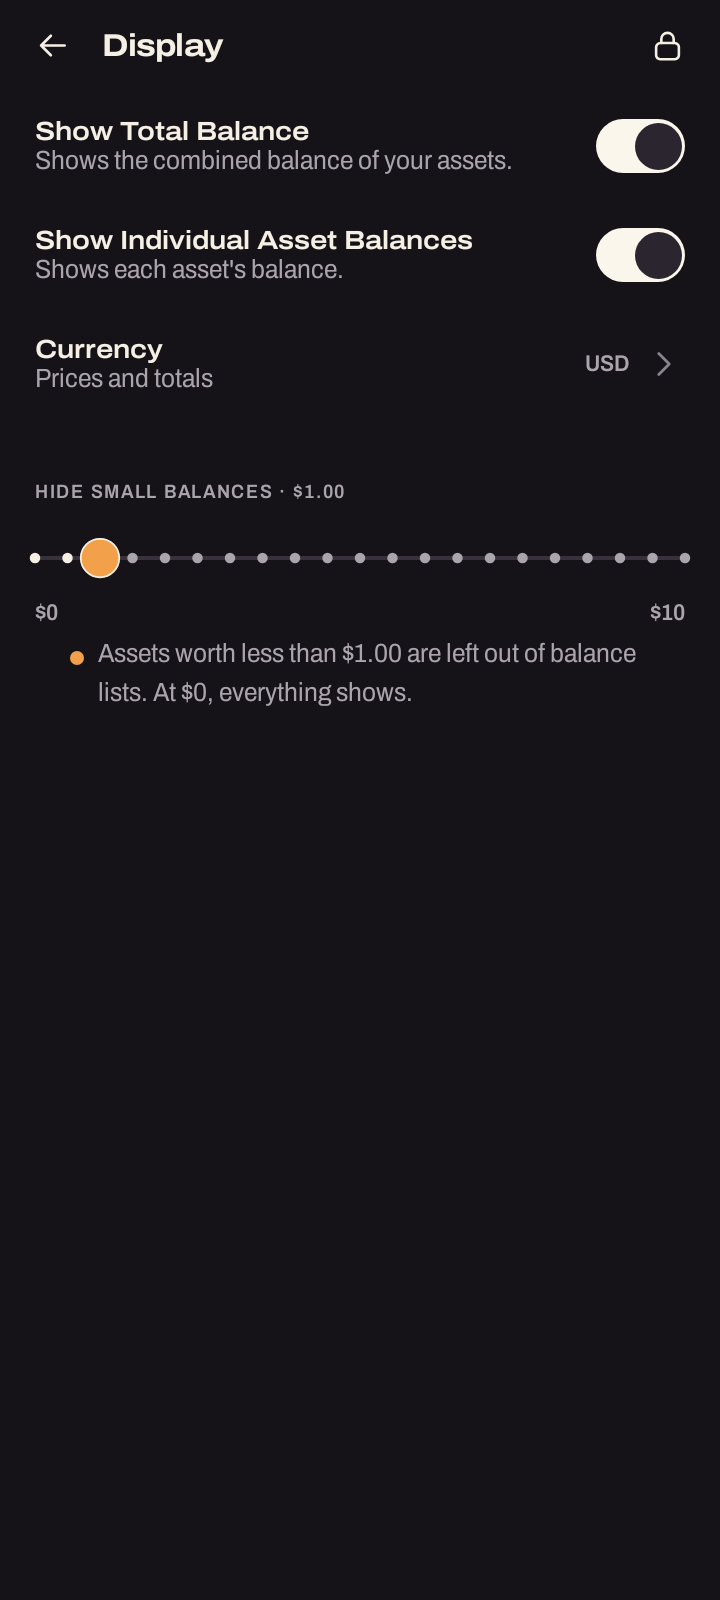 Display
Show Total Balance
Shows the combined balance of your assets.
Show Individual Asset Balances
Shows each asset's balance.
Currency
Prices and totals
USD
HIDE SMALL BALANCES · $1.00
$0
$10
Assets worth less than $1.00 are left out of balance
lists. At $0, everything shows.